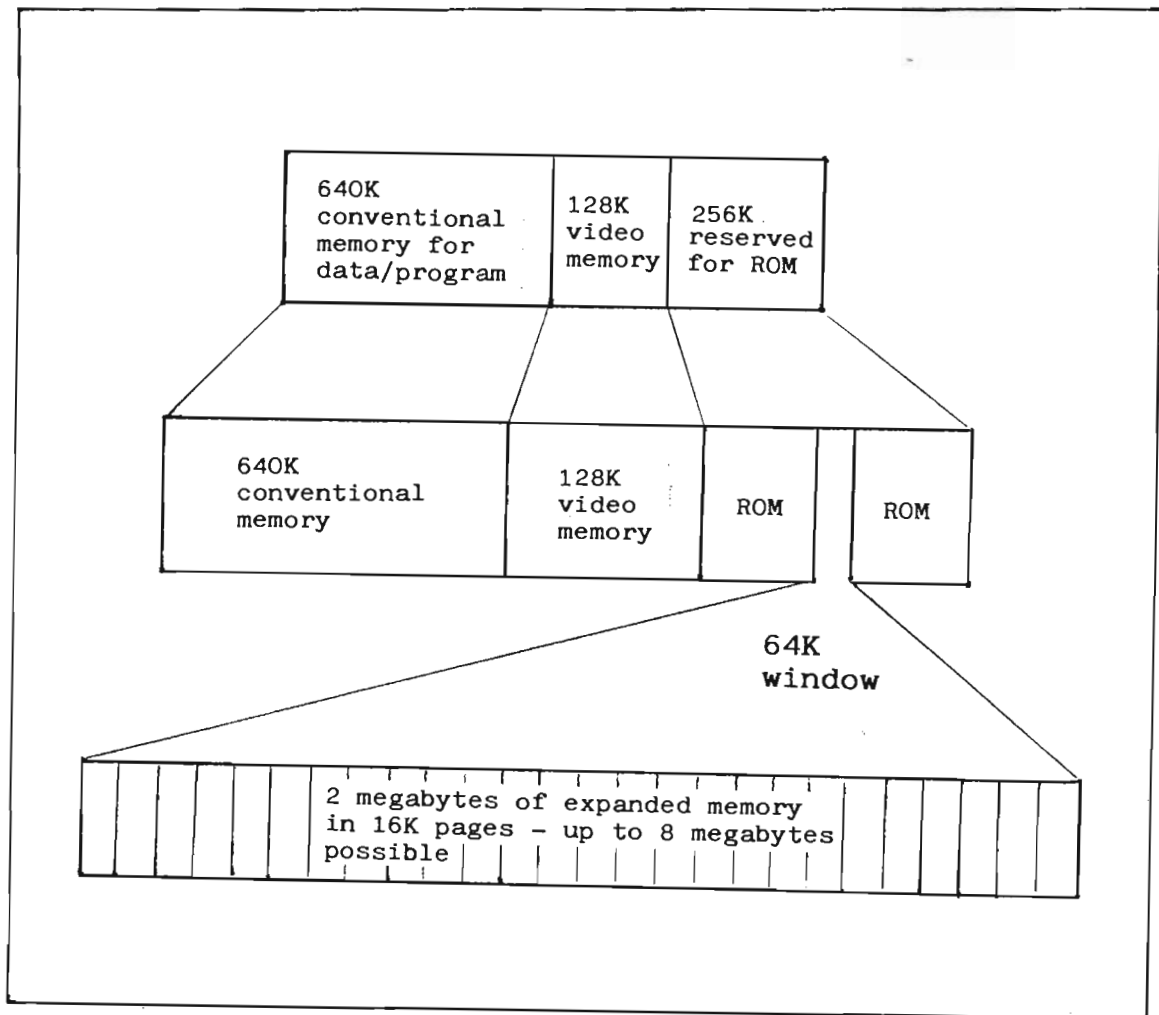 640K
conventional
memory for
data/program
128K
video
memory
256K
reserved
for ROM
640K
conventional
memory
128K
video
memory
ROM
ROM
64K
window
2 megabytes of expanded memory
in 16K pages - up to 8 megabytes
possible